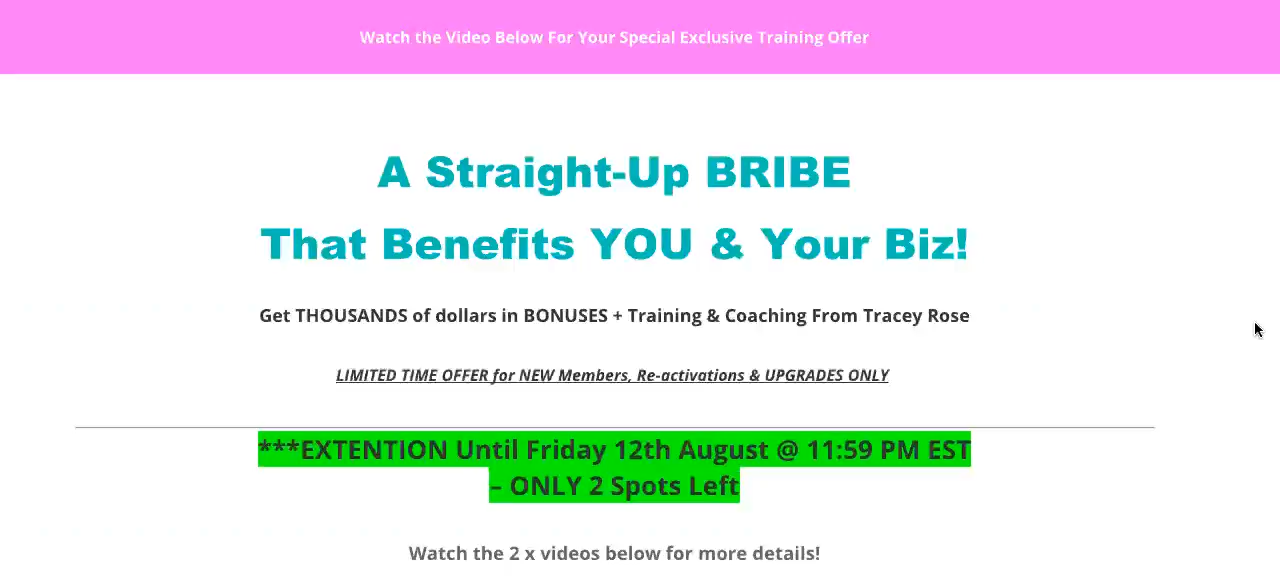 Watch the Video Below For Your Special Exclusive Training Offer
A Straight-Up BRIBE
That Benefits YOU & Your Biz!
Get THOUSANDS of dollars in BONUSES + Training & Coaching From Tracey Rose
LIMITED TIME OFFER for NEW Members, Re-activations & UPGRADES ONLY
***EXTENTION Until Friday 12th August @ 11:59 PM EST
– ONLY 2 Spots Left
Watch the 2 x videos below for more details!